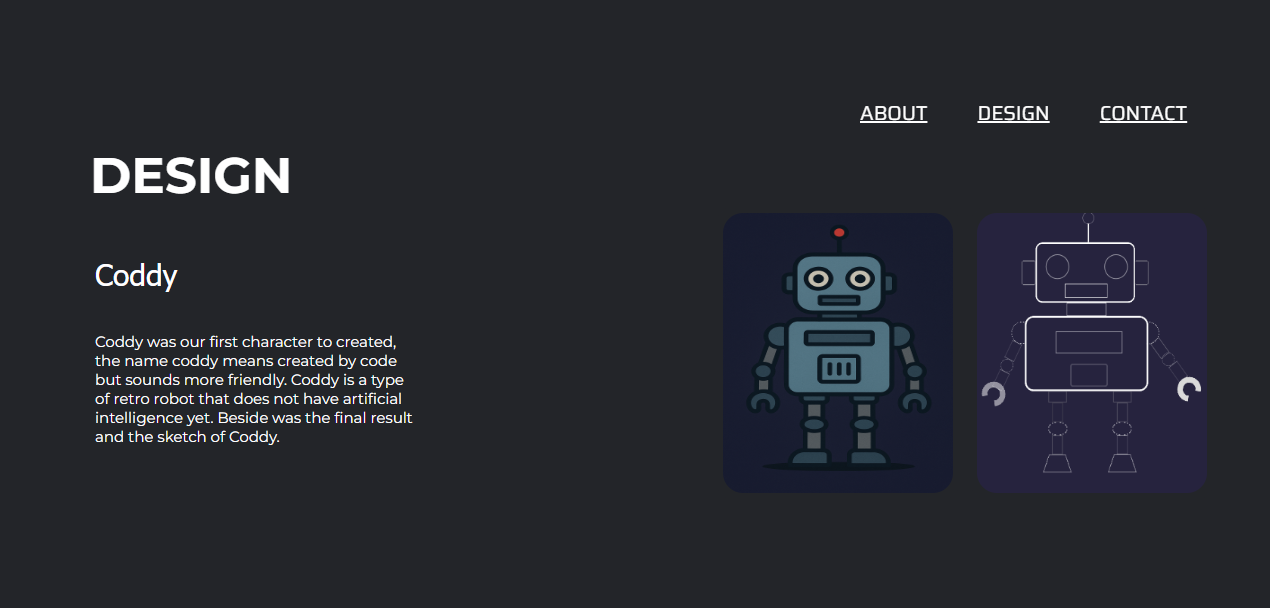 ABOUT DESIGN CONTACT
DESIGN
Coddy
Coddy was our first character to created,
the name coddy means created by code
but sounds more friendly. Coddy is a type
of retro robot that does not have artificial
intelligence yet. Beside was the final result
and the sketch of Coddy.